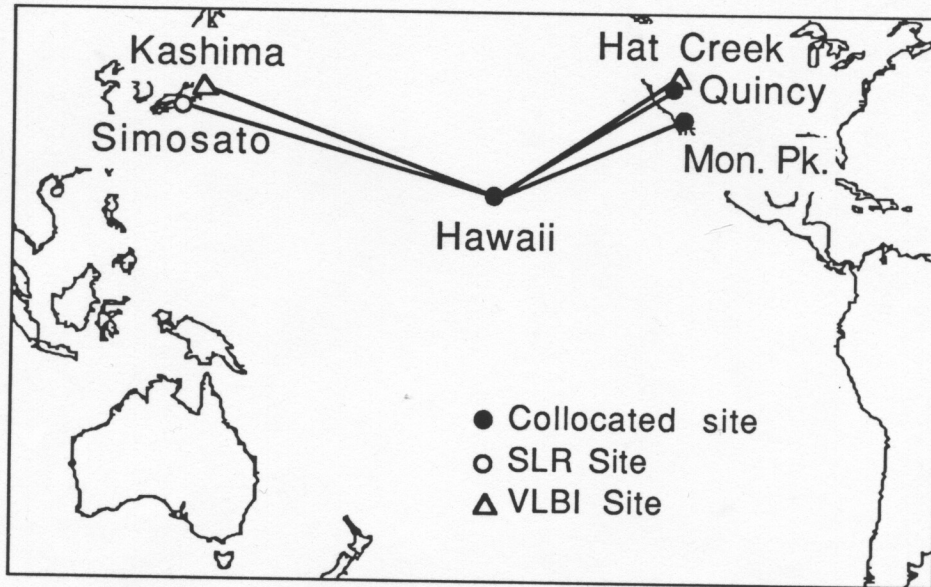 Kashima
Hat Creek
Quincy
Simosato
Mon. Pk.
Hawaii
Collocated site
SLR Site
VLBI Site